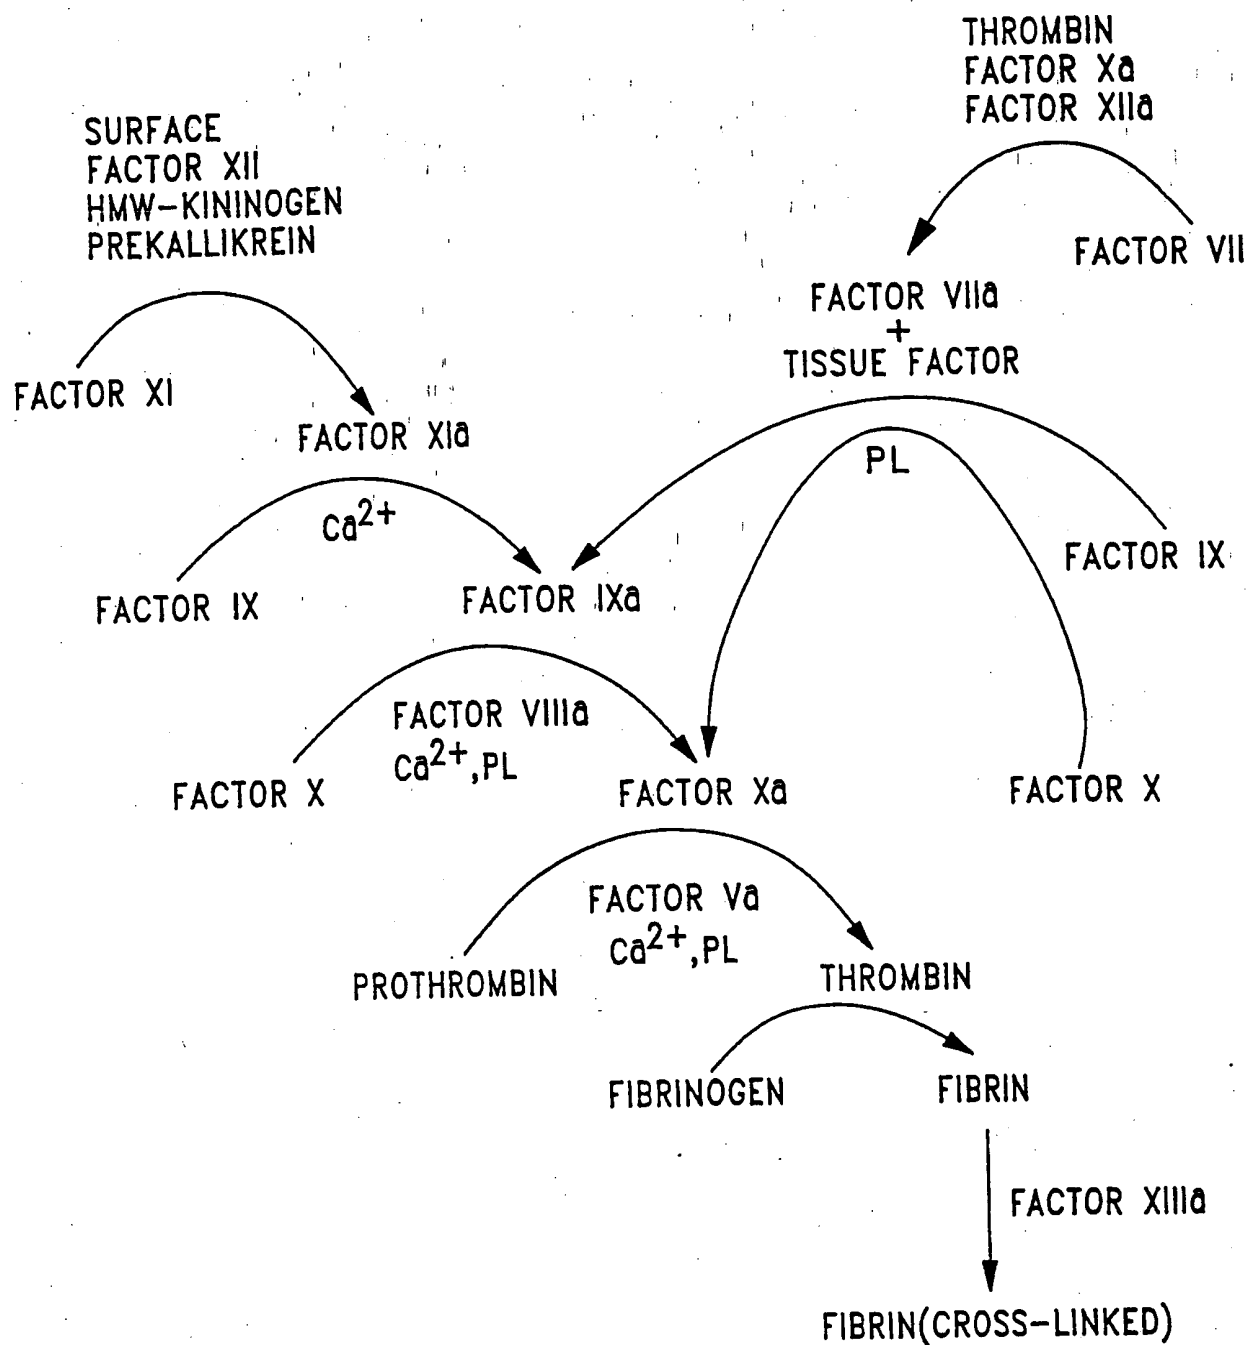 THROMBIN
FACTOR Xa
FACTOR XIIa
SURFACE
FACTOR XII
HMW-KININOGEN
PREKALLIKREIN
FACTOR VII
FACTOR VIIa
+
TISSUE FACTOR
FACTOR XI
FACTOR XIa
PL
Ca2+
FACTOR IX
FACTOR IX
FACTOR IXa
FACTOR VIIIa
Ca2+,PL
FACTOR X
FACTOR Xa
FACTOR X
FACTOR Va
Ca2+,PL
PROTHROMBIN
THROMBIN
FIBRINOGEN
FIBRIN
FACTOR XIIIa
FIBRIN(CROSS-LINKED)